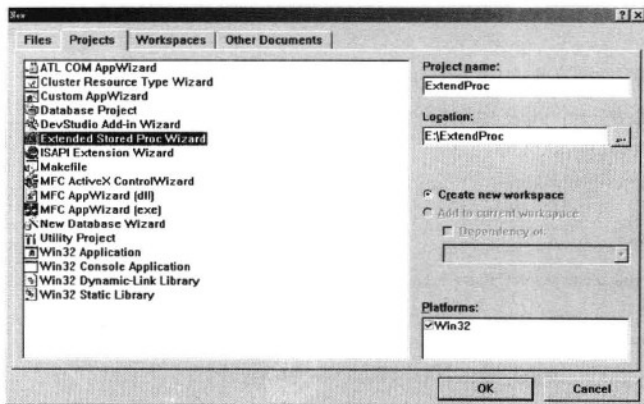 New
Files Projects Workspaces Other Documents
ATL COM AppWizard
Cluster Resource Type Wizard
Custom AppWizard
Database Project
DevStudio Add-in Wizard
Extended Stored Proc Wizard
ISAPI Extension Wizard
Makefile
MFC ActiveX ControlWizard
MFC AppWizard (dll)
MFC AppWizard (exe)
New Database Wizard
Utility Project
Win32 Application
Win32 Console Application
Win32 Dynamic-Link Library
Win32 Static Library
Project name:
ExtendProc
Location:
E:\ExtendProc
...
Create new workspace
Add to current workspace
Dependency of:
Platforms:
Win32
OK Cancel